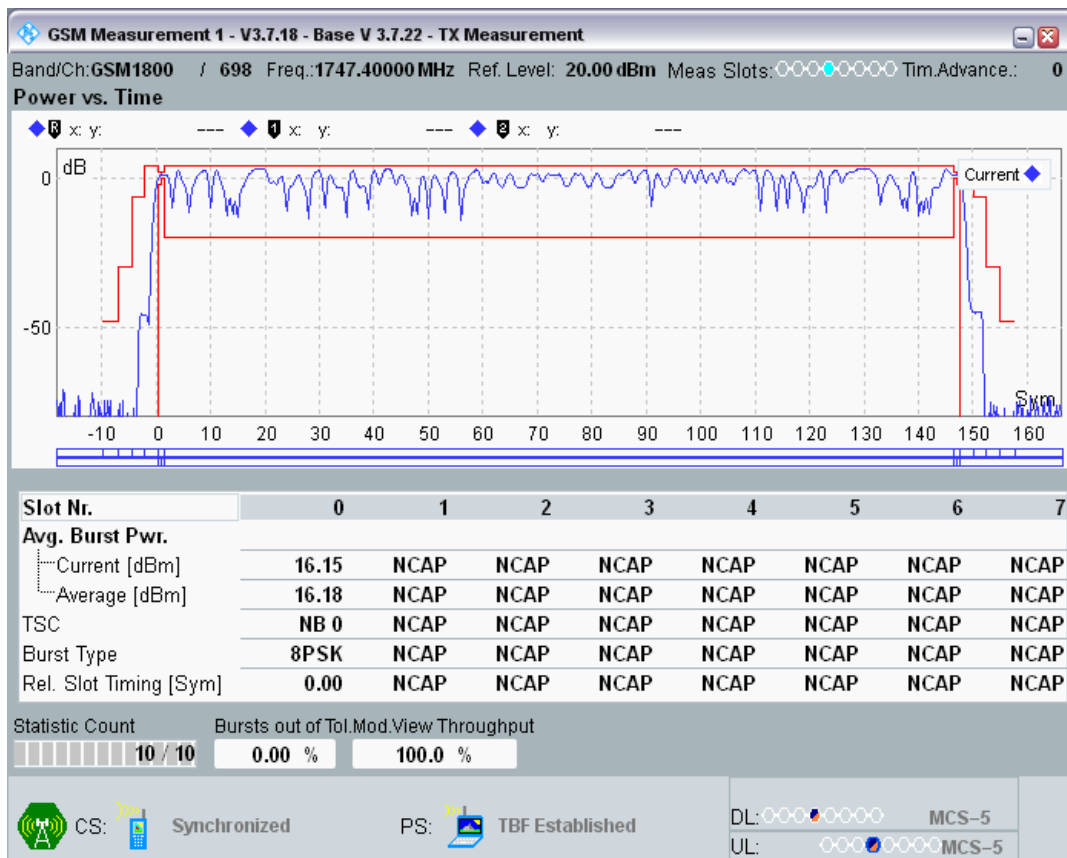 GSM Measurement 1 - V3.7.18 - Base V 3.7.22 - TX Measurement
Band/Ch:GSM1800 / 698 Freq.:1747.40000 MHz Ref. Level: 20.00 dBm Meas Slots: Tim.Advance.: 0
Power vs. Time
R x: y: --- 1 x: y: --- 2 x: y: ---
dB
0
Current
-50
Sym
-10 0 10 20 30 40 50 60 70 80 90 100 110 120 130 140 150 160
Slot Nr. 0 1 2 3 4 5 6 7
Avg. Burst Pwr.
Current [dBm] 16.15 NCAP NCAP NCAP NCAP NCAP NCAP NCAP
Average [dBm] 16.18 NCAP NCAP NCAP NCAP NCAP NCAP NCAP
TSC NB 0 NCAP NCAP NCAP NCAP NCAP NCAP NCAP
Burst Type 8PSK NCAP NCAP NCAP NCAP NCAP NCAP NCAP
Rel. Slot Timing [Sym] 0.00 NCAP NCAP NCAP NCAP NCAP NCAP NCAP
Statistic Count Bursts out of Tol.Mod.View Throughput
10 / 10 0.00 % 100.0 %
CS: Synchronized PS: TBF Established DL: MCS-5
UL: MCS-5